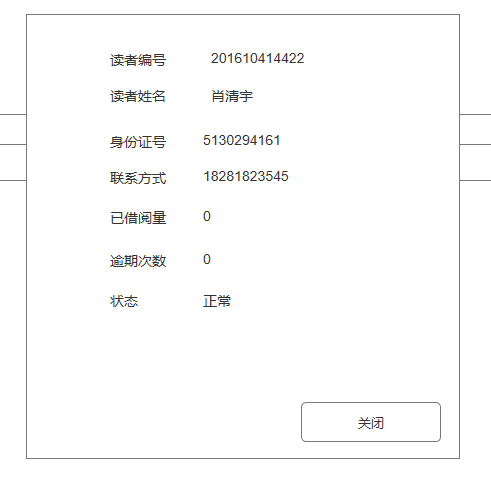 读者编号 201610414422
读者姓名 肖清宇
身份证号 5130294161
联系方式 18281823545
已借阅量 0
逾期次数 0
状态 正常
关闭